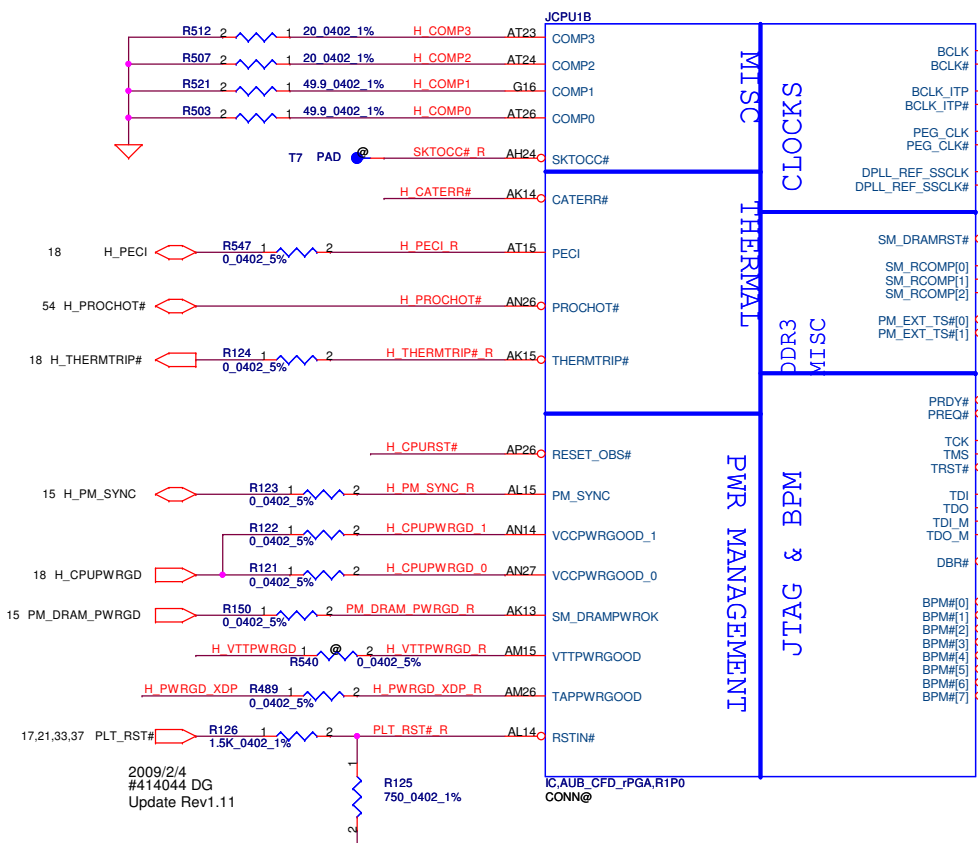 JCPU1B
R512 2 1 20_0402_1% H_COMP3 AT23 COMP3
R507 2 1 20_0402_1% H_COMP2 AT24 COMP2
R521 2 1 49.9_0402_1% H_COMP1 G16 COMP1
R503 2 1 49.9_0402_1% H_COMP0 AT26 COMP0
T7 PAD @ SKTOCC#_R AH24 SKTOCC#
MISC
H_CATERR# AK14 CATERR#
18 H_PECI R547 1 2 H_PECI_R AT15 PECI
0_0402_5%
54 H_PROCHOT# H_PROCHOT# AN26 PROCHOT#
18 H_THERMTRIP# R124 1 2 H_THERMTRIP#_R AK15 THERMTRIP#
0_0402_5%
THERMAL
H_CPURST# AP26 RESET_OBS#
15 H_PM_SYNC R123 1 2 H_PM_SYNC_R AL15 PM_SYNC
0_0402_5%
R122 1 2 H_CPUPWRGD_1 AN14 VCCPWRGOOD_1
0_0402_5%
18 H_CPUPWRGD R121 1 2 H_CPUPWRGD_0 AN27 VCCPWRGOOD_0
0_0402_5%
15 PM_DRAM_PWRGD R150 1 2 PM_DRAM_PWRGD_R AK13 SM_DRAMPWROK
0_0402_5%
H_VTTPWRGD 1 @ 2 H_VTTPWRGD_R AM15 VTTPWRGOOD
R540 0_0402_5%
H_PWRGD_XDP R489 1 2 H_PWRGD_XDP_R AM26 TAPPWRGOOD
0_0402_5%
17,21,33,37 PLT_RST# R126 1 2 PLT_RST#_R AL14 RSTIN#
1.5K_0402_1%
PWR MANAGEMENT
1
R125
750_0402_1%
2
2009/2/4
#414044 DG
Update Rev1.11
IC,AUB_CFD_rPGA,R1P0
CONN@
CLOCKS
BCLK
BCLK#
BCLK_ITP
BCLK_ITP#
PEG_CLK
PEG_CLK#
DPLL_REF_SSCLK
DPLL_REF_SSCLK#
DDR3
MISC
SM_DRAMRST#
SM_RCOMP[0]
SM_RCOMP[1]
SM_RCOMP[2]
PM_EXT_TS#[0]
PM_EXT_TS#[1]
JTAG & BPM
PRDY#
PREQ#
TCK
TMS
TRST#
TDI
TDO
TDI_M
TDO_M
DBR#
BPM#[0]
BPM#[1]
BPM#[2]
BPM#[3]
BPM#[4]
BPM#[5]
BPM#[6]
BPM#[7]